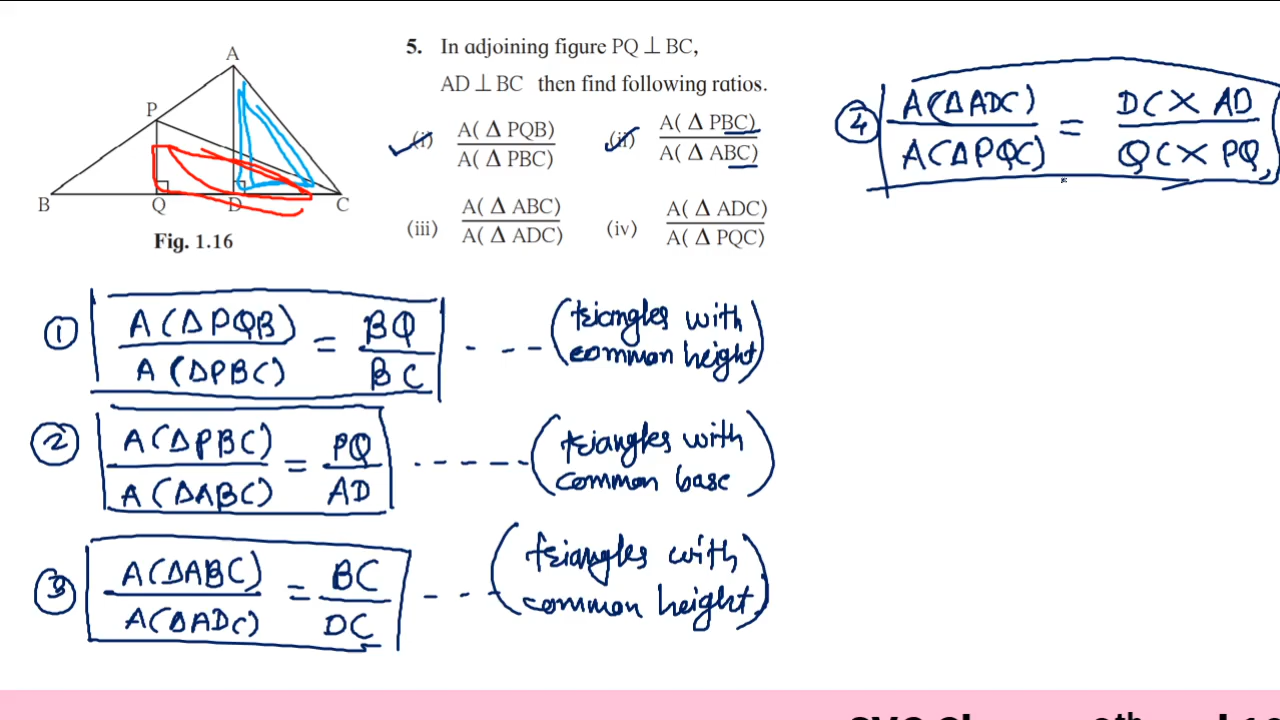 5. In adjoining figure PQ ⊥ BC,
AD ⊥ BC then find following ratios.
(i) A( Δ PQB) / A( Δ PBC)
(ii) A( Δ PBC) / A( Δ ABC)
(iii) A( Δ ABC) / A( Δ ADC)
(iv) A( Δ ADC) / A( Δ PQC)
A
P
B Q D C
Fig. 1.16
① A(ΔPQB) / A(ΔPBC) = BQ / BC - - - (triangles with
common height)
② A(ΔPBC) / A(ΔABC) = PQ / AD - - - - - (triangles with
common base)
③ A(ΔABC) / A(ΔADC) = BC / DC - - - (triangles with
common height)
④ A(ΔADC) / A(ΔPQC) = DC × AD / QC × PQ,